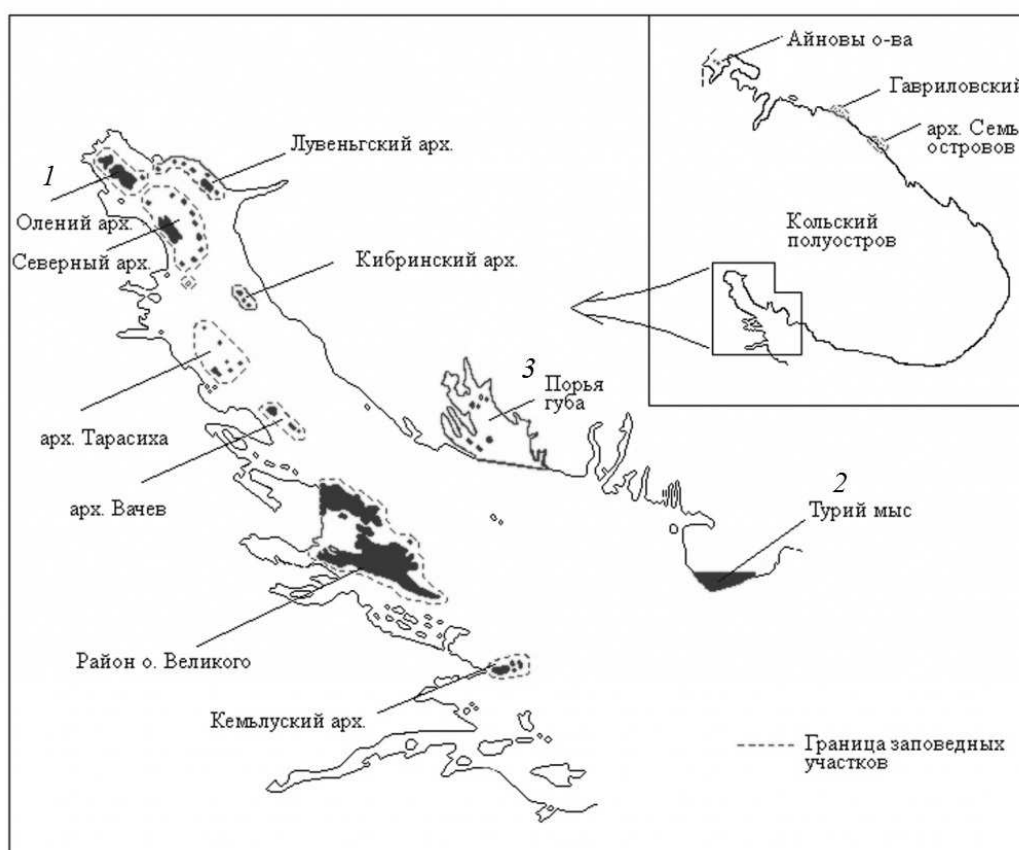 Айновы о-ва
Гавриловский
арх. Семь
островов
Кольский
полуостров
Лувеньгский арх.
1
Олений арх.
Северный арх.
Кибринский арх.
3
Порья
губа
арх. Тарасиха
арх. Вачев
2
Турий мыс
Район о. Великого
Кемьлуский арх.
Граница заповедных
участков